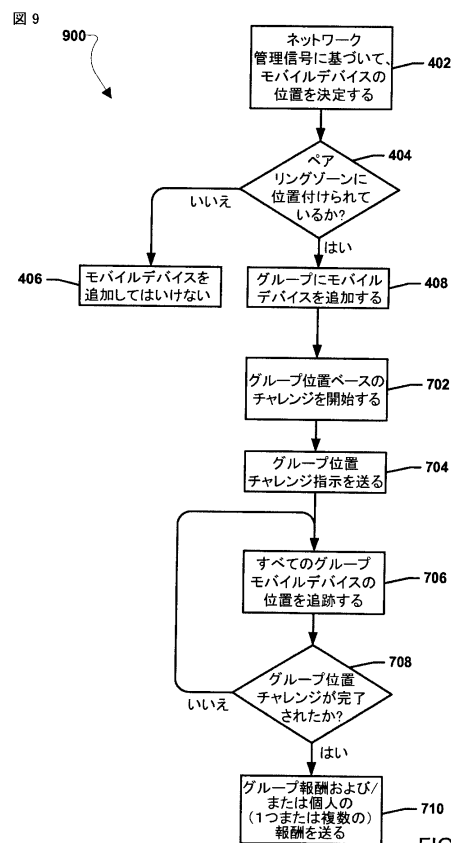 図 9
900
ネットワーク
管理信号に基づいて、
モバイルデバイスの
位置を決定する
402
ペア
リングゾーンに
位置付けられて
いるか?
404
いいえ
はい
406
モバイルデバイスを
追加してはいけない
グループにモバイル
デバイスを追加する
408
グループ位置ベースの
チャレンジを開始する
702
グループ位置
チャレンジ指示を送る
704
すべてのグループ
モバイルデバイスの
位置を追跡する
706
グループ位置
チャレンジが完了
されたか?
708
いいえ
はい
グループ報酬および/
または個人の
(1つまたは複数の)
報酬を送る
710
FIG